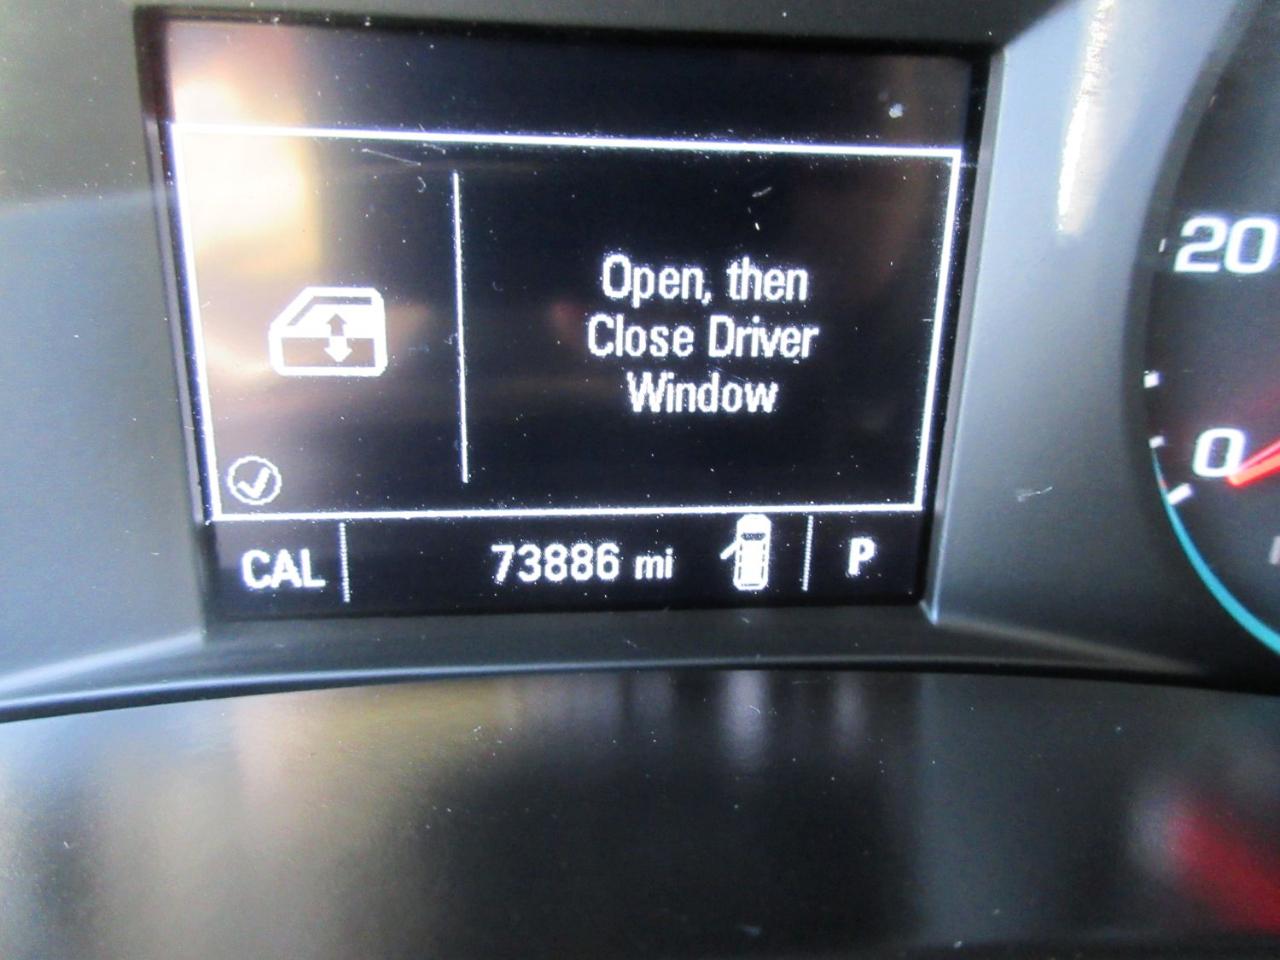 Open, then
Close Driver
Window
CAL
73886 mi
P
20
0